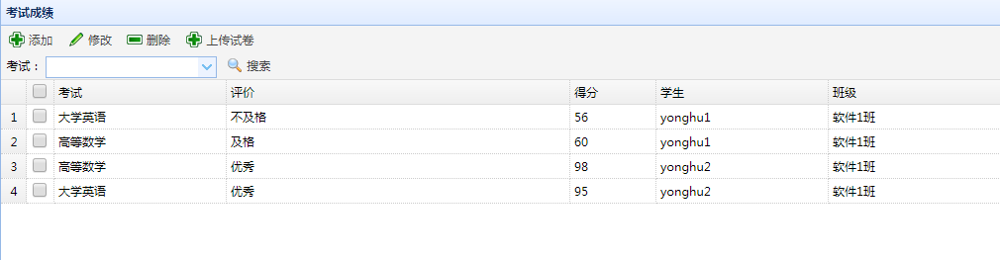 考试成绩
添加 修改 删除 上传试卷
考试： 搜索
考试 评价 得分 学生 班级
1 大学英语 不及格 56 yonghu1 软件1班
2 高等数学 及格 60 yonghu1 软件1班
3 高等数学 优秀 98 yonghu2 软件1班
4 大学英语 优秀 95 yonghu2 软件1班